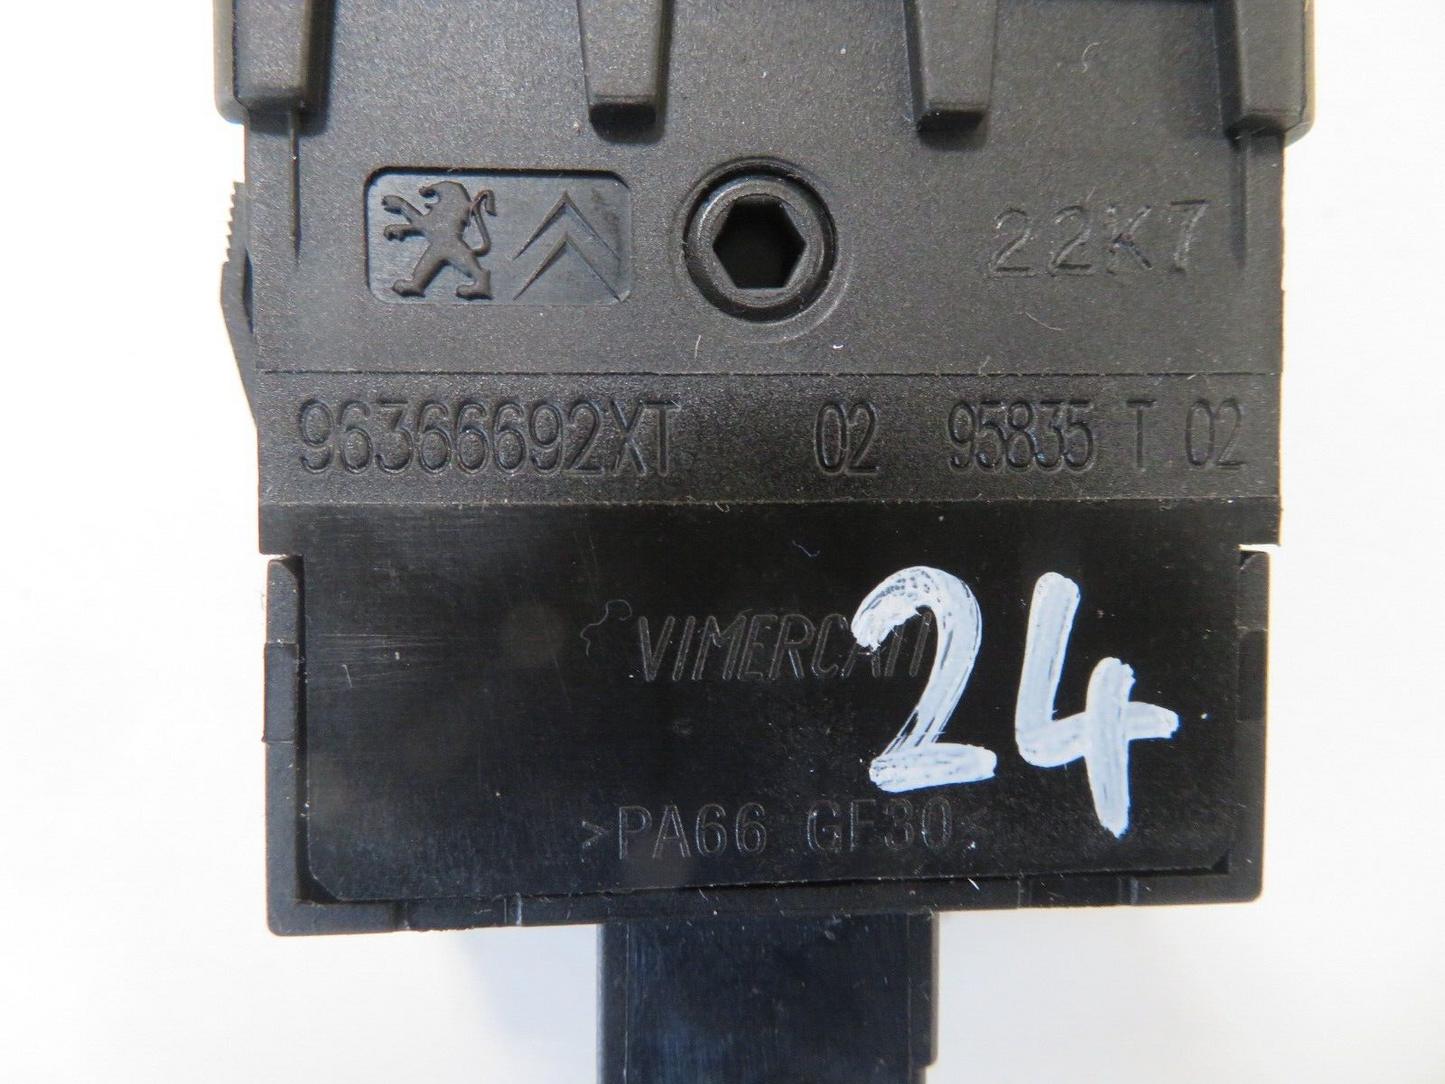 22K7
96366692XT 02 95835 T 02
VIMERCATI
24
>PA66 GF30<